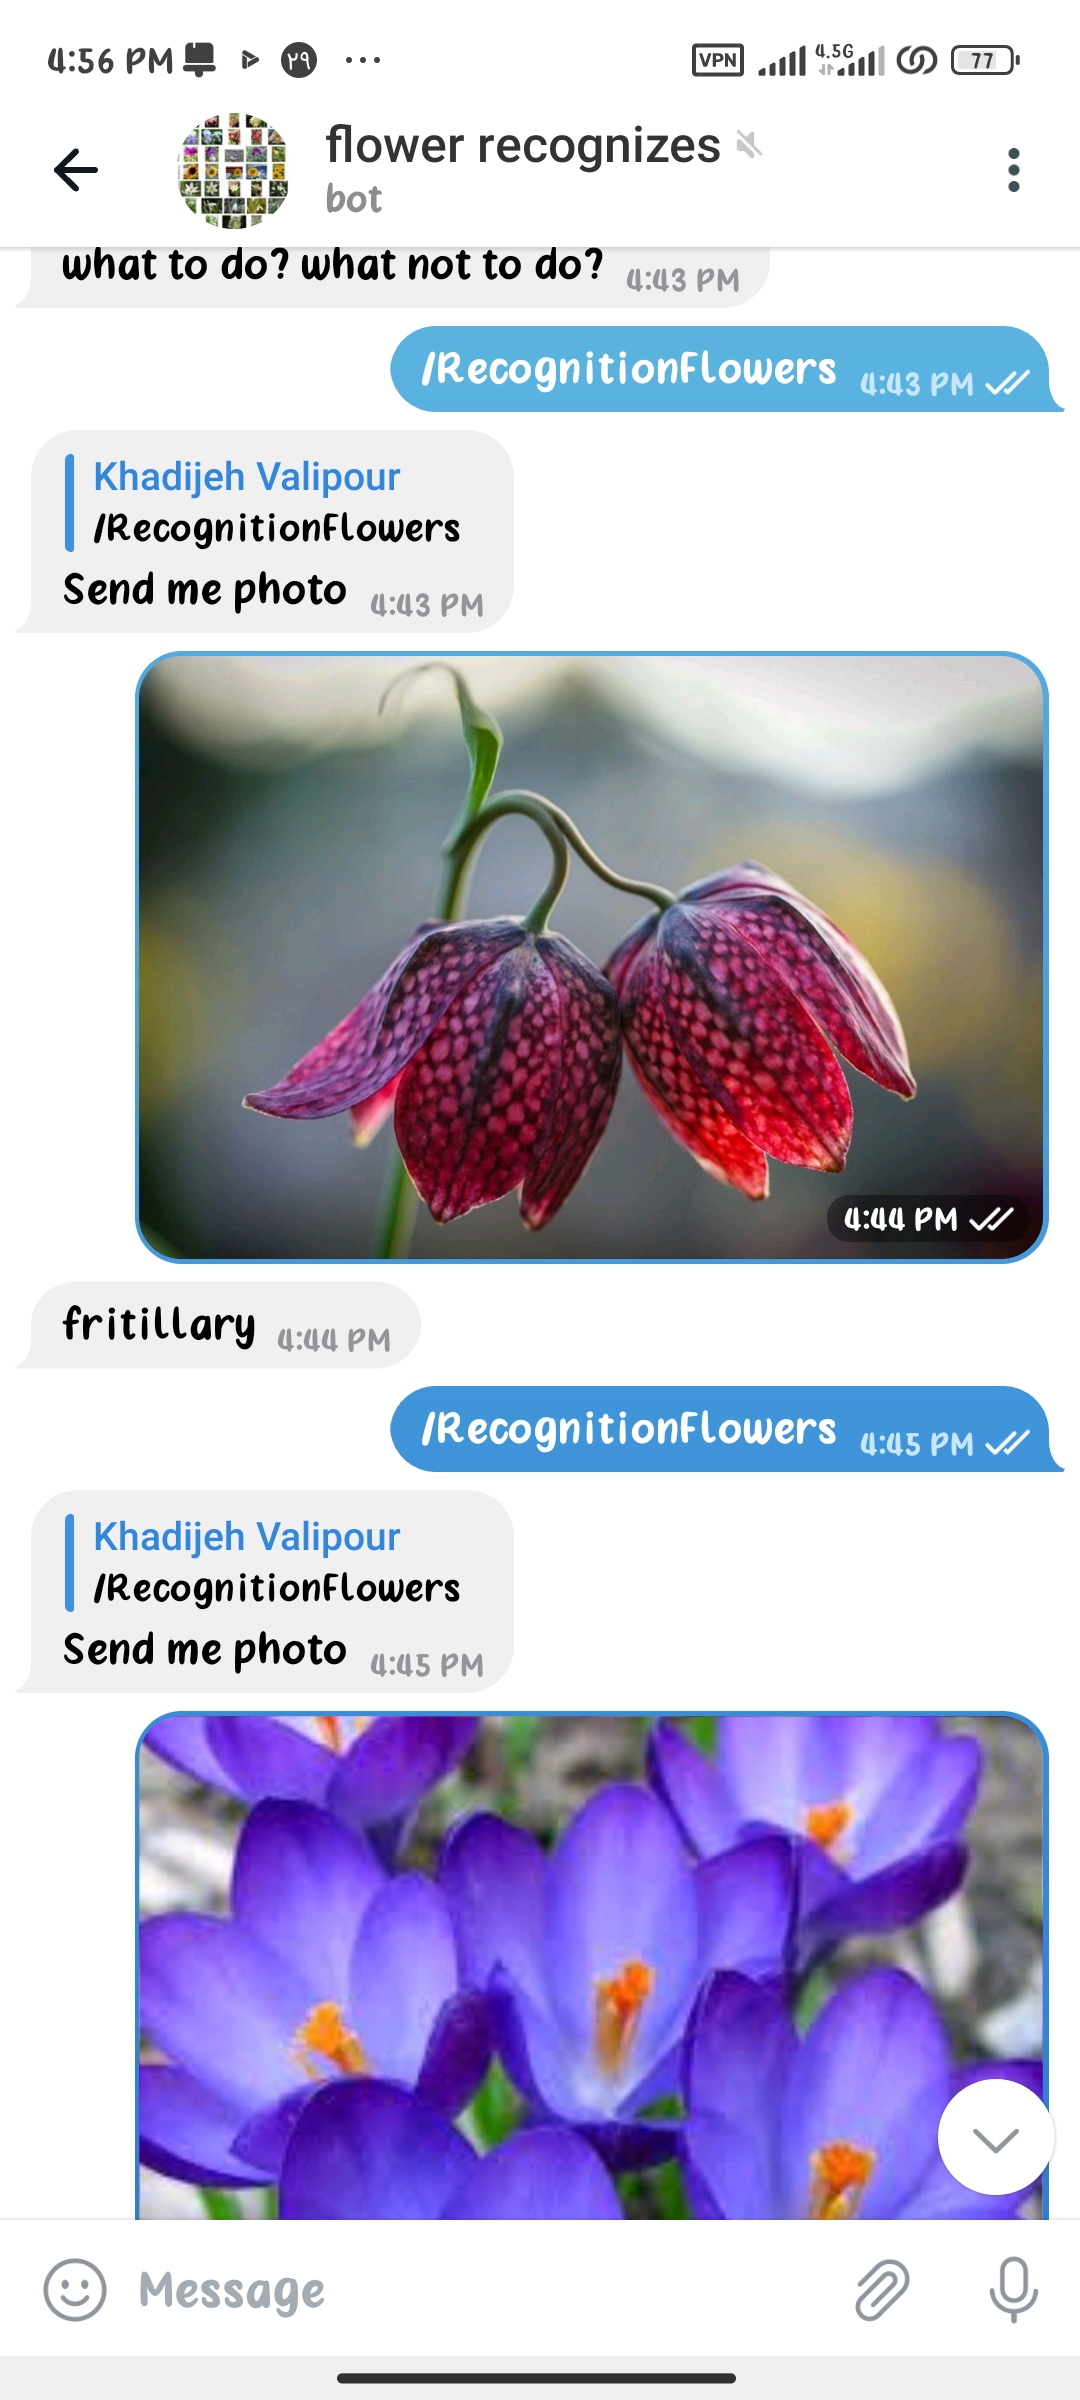 4:56 PM ۲۹ ... VPN 4.5G 77
flower recognizes
bot
what to do? what not to do? 4:43 PM
/RecognitionFlowers 4:43 PM
Khadijeh Valipour
/RecognitionFlowers
Send me photo 4:43 PM
4:44 PM
fritillary 4:44 PM
/RecognitionFlowers 4:45 PM
Khadijeh Valipour
/RecognitionFlowers
Send me photo 4:45 PM
Message